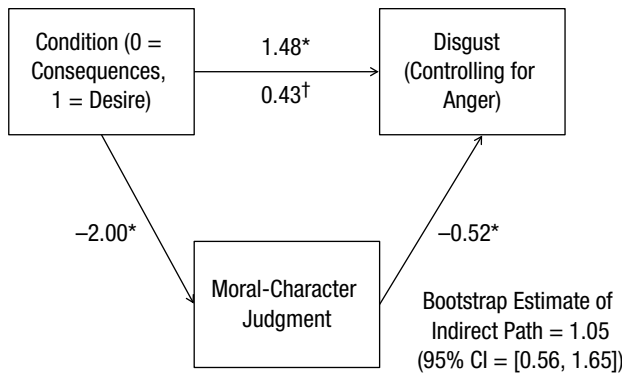 Condition (0 =
Consequences,
1 = Desire)
1.48*
0.43†
Disgust
(Controlling for
Anger)
–2.00*
–0.52*
Moral-Character
Judgment
Bootstrap Estimate of
Indirect Path = 1.05
(95% CI = [0.56, 1.65])